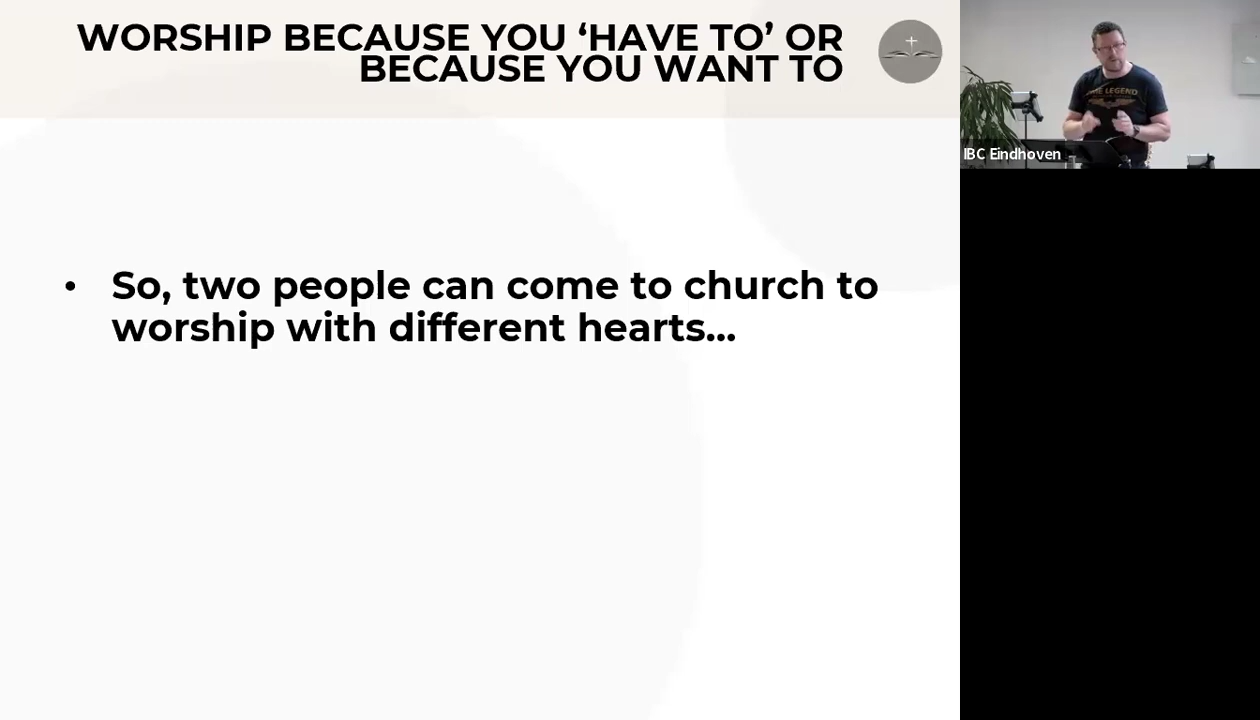 WORSHIP BECAUSE YOU ‘HAVE TO’ OR
BECAUSE YOU WANT TO
• So, two people can come to church to
worship with different hearts...
LEGEND
IBC Eindhoven